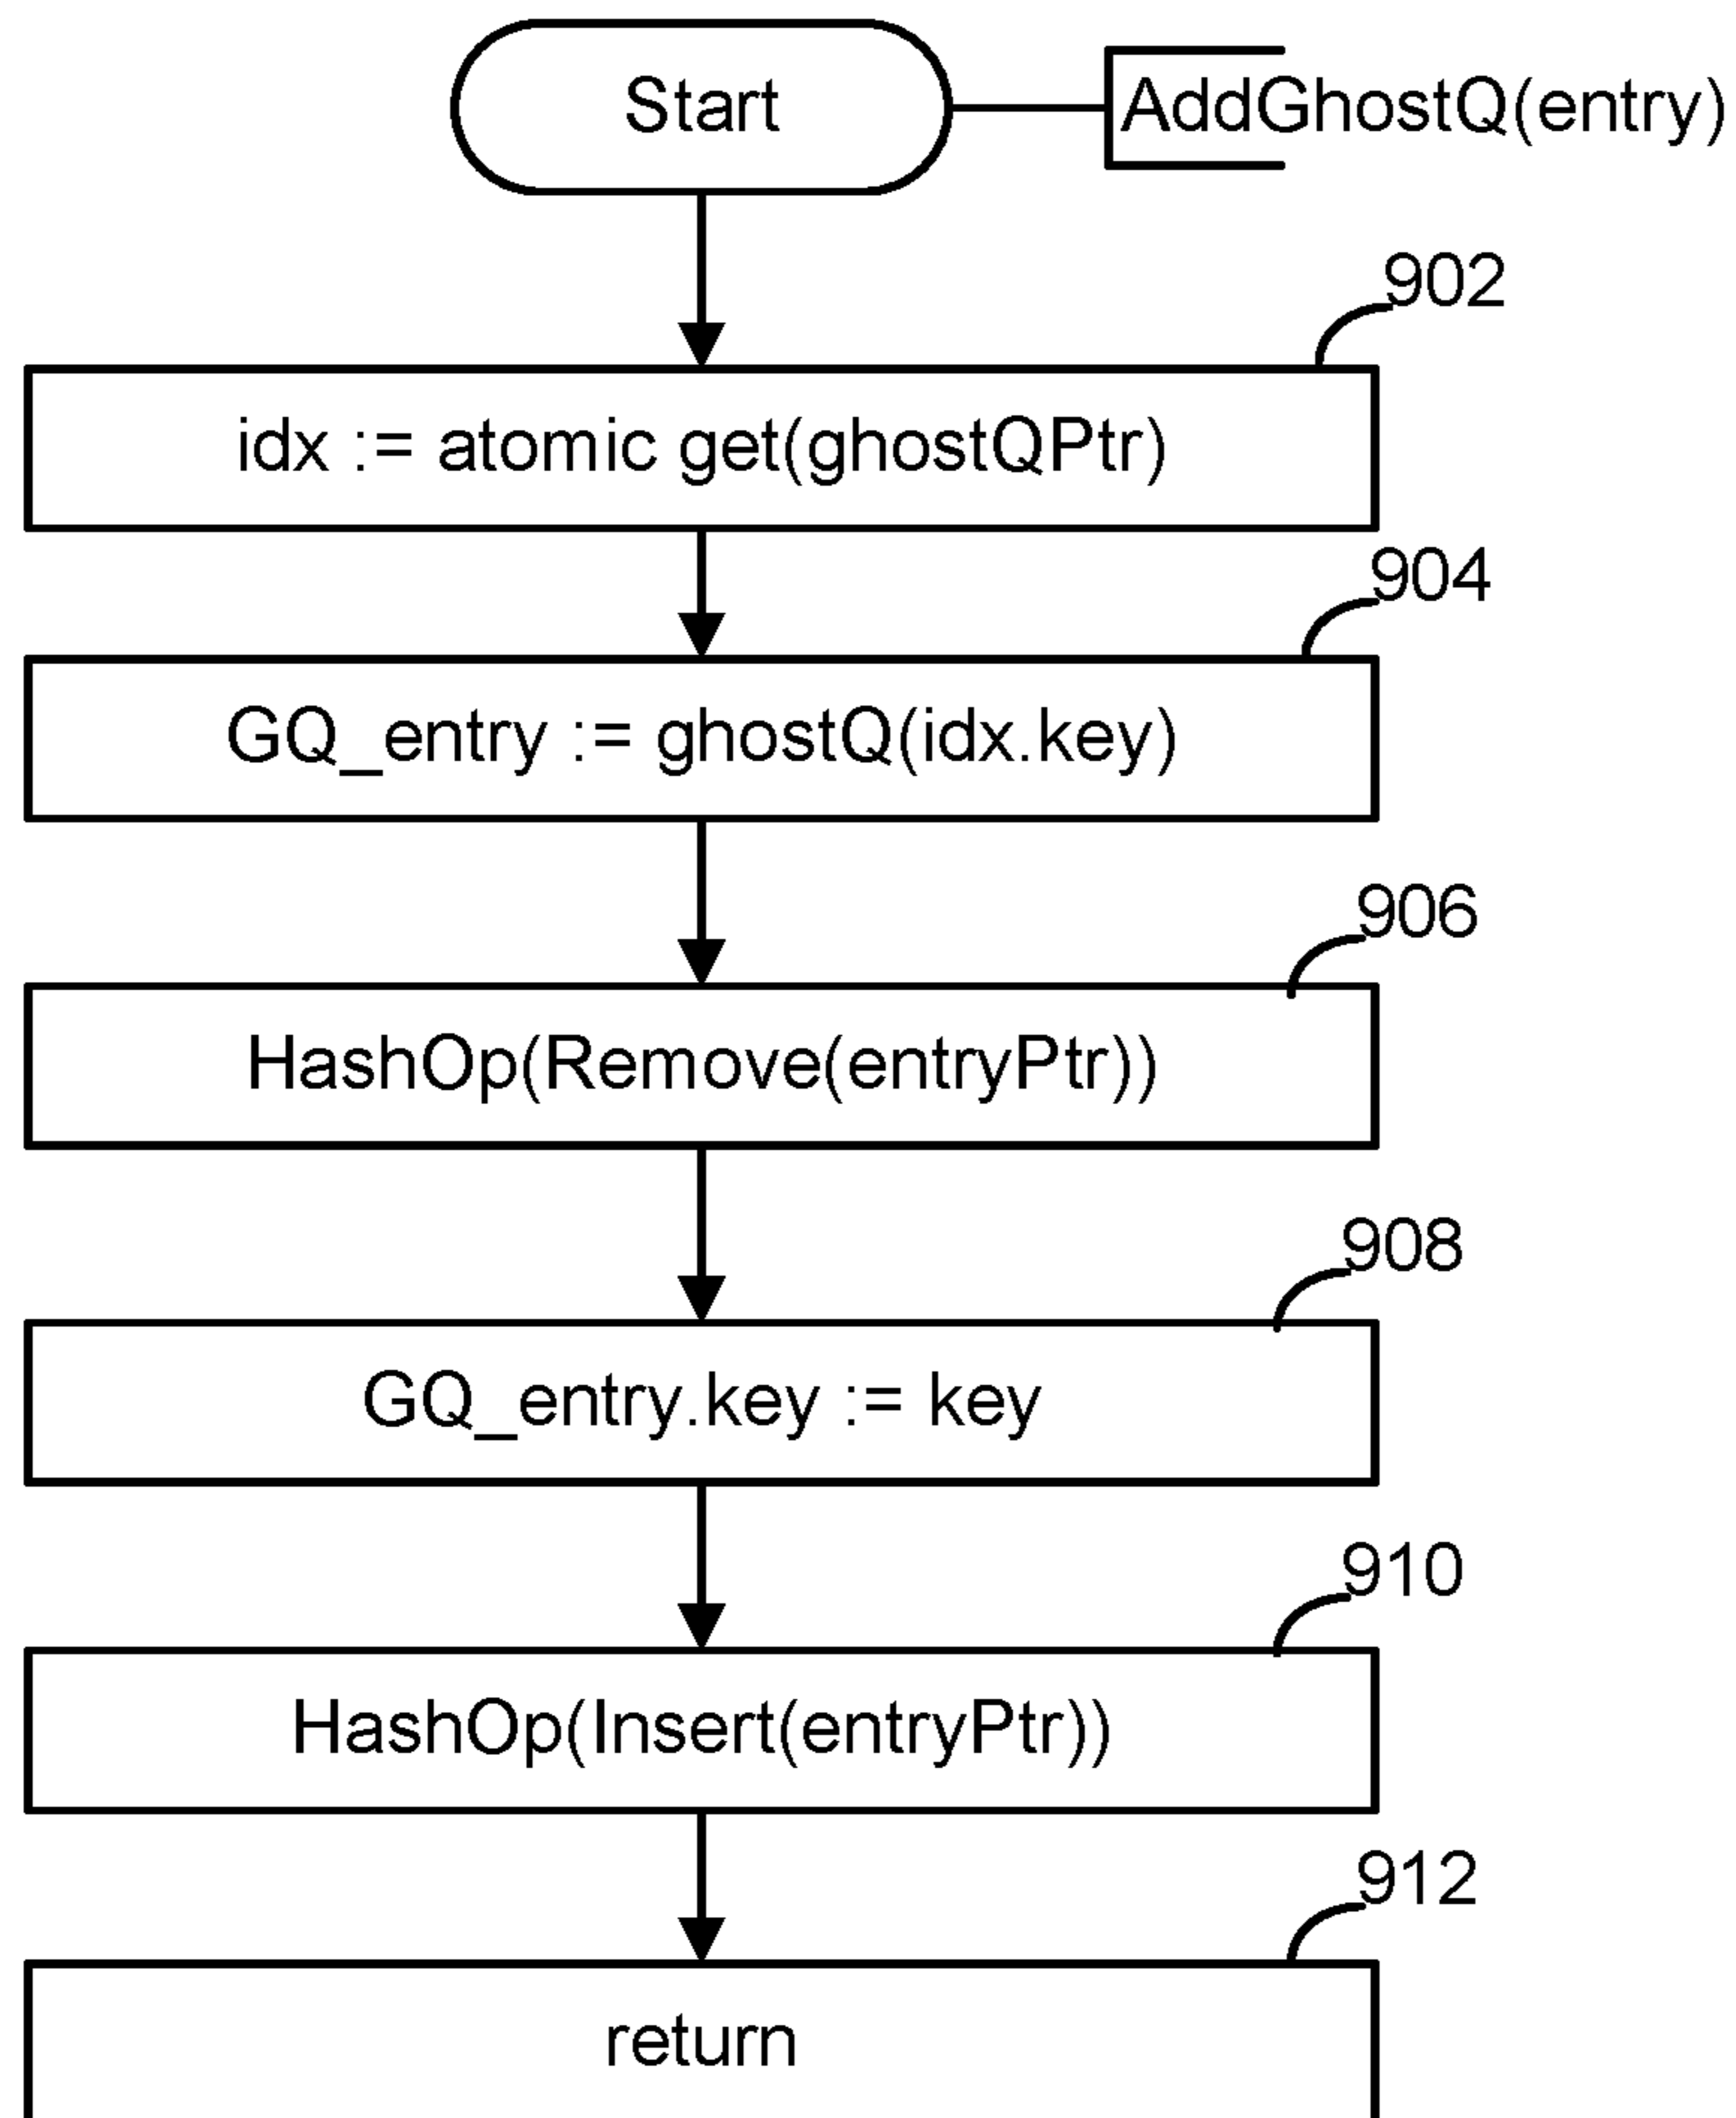 Start
AddGhostQ(entry)
902
idx := atomic get(ghostQPtr)
904
GQ_entry := ghostQ(idx.key)
906
HashOp(Remove(entryPtr))
908
GQ_entry.key := key
910
HashOp(Insert(entryPtr))
912
return